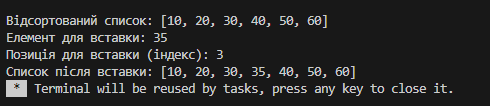 Відсортований список: [10, 20, 30, 40, 50, 60]
Елемент для вставки: 35
Позиція для вставки (індекс): 3
Список після вставки: [10, 20, 30, 35, 40, 50, 60]
* Terminal will be reused by tasks, press any key to close it.